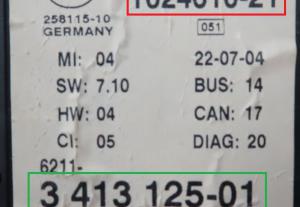 258115-10
GERMANY 051
MI: 04 22-07-04
SW: 7.10 BUS: 14
HW: 04 CAN: 17
CI: 05 DIAG: 20
6211-
3 413 125-01